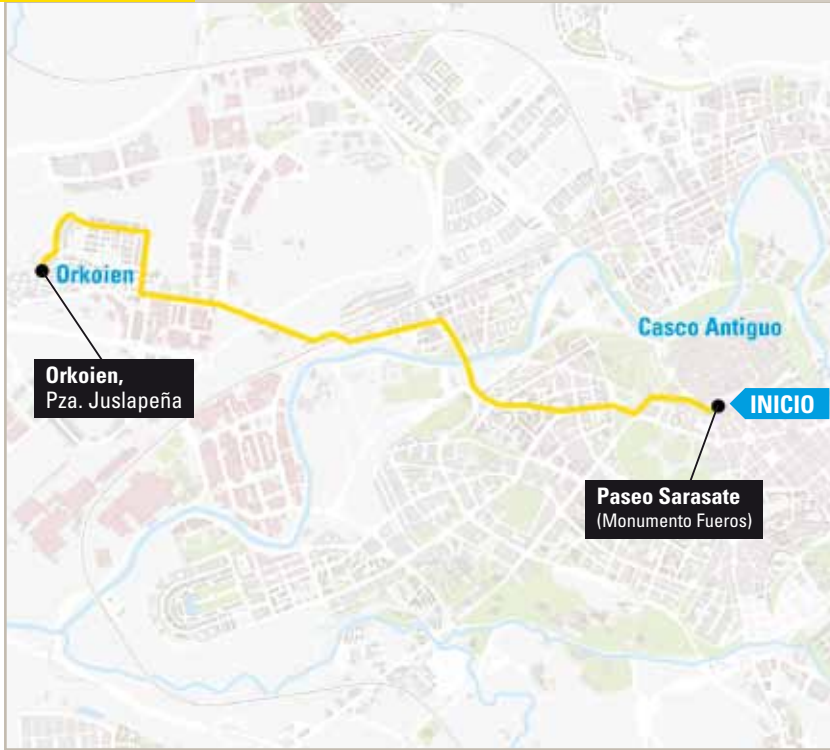 Orkoien
Casco Antiguo
Orkoien,
Pza. Juslapeña
INICIO
Paseo Sarasate
(Monumento Fueros)